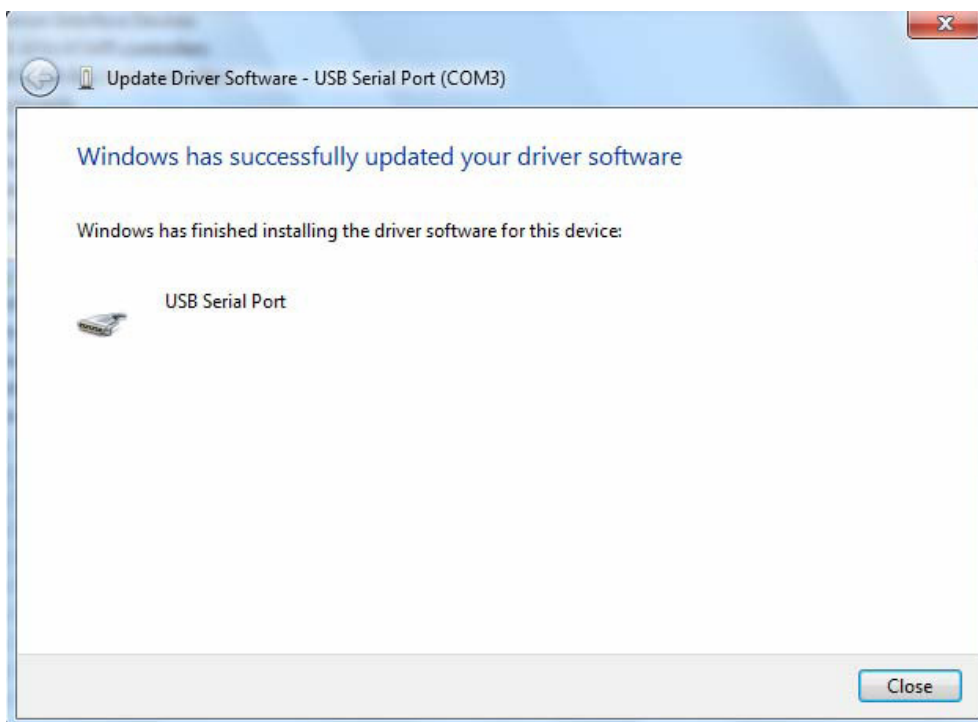 Update Driver Software - USB Serial Port (COM3)
Windows has successfully updated your driver software
Windows has finished installing the driver software for this device:
USB Serial Port
Close